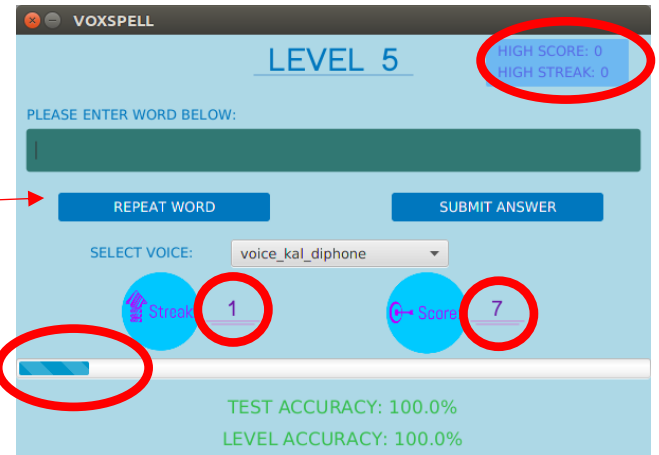 VOXSPELL
LEVEL 5
HIGH SCORE: 0
HIGH STREAK: 0
PLEASE ENTER WORD BELOW:
REPEAT WORD SUBMIT ANSWER
SELECT VOICE: voice_kal_diphone
Streak 1 Score: 7
TEST ACCURACY: 100.0%
LEVEL ACCURACY: 100.0%